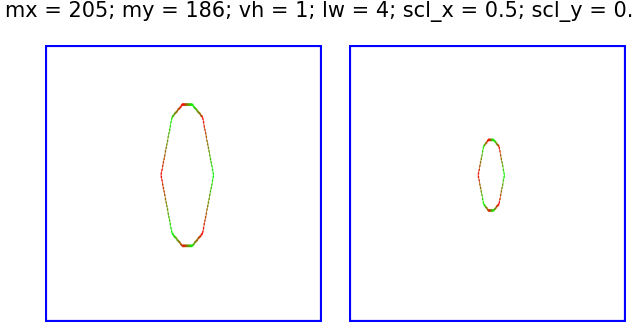 mx = 205; my = 186; vh = 1; lw = 4; scl_x = 0.5; scl_y = 0.